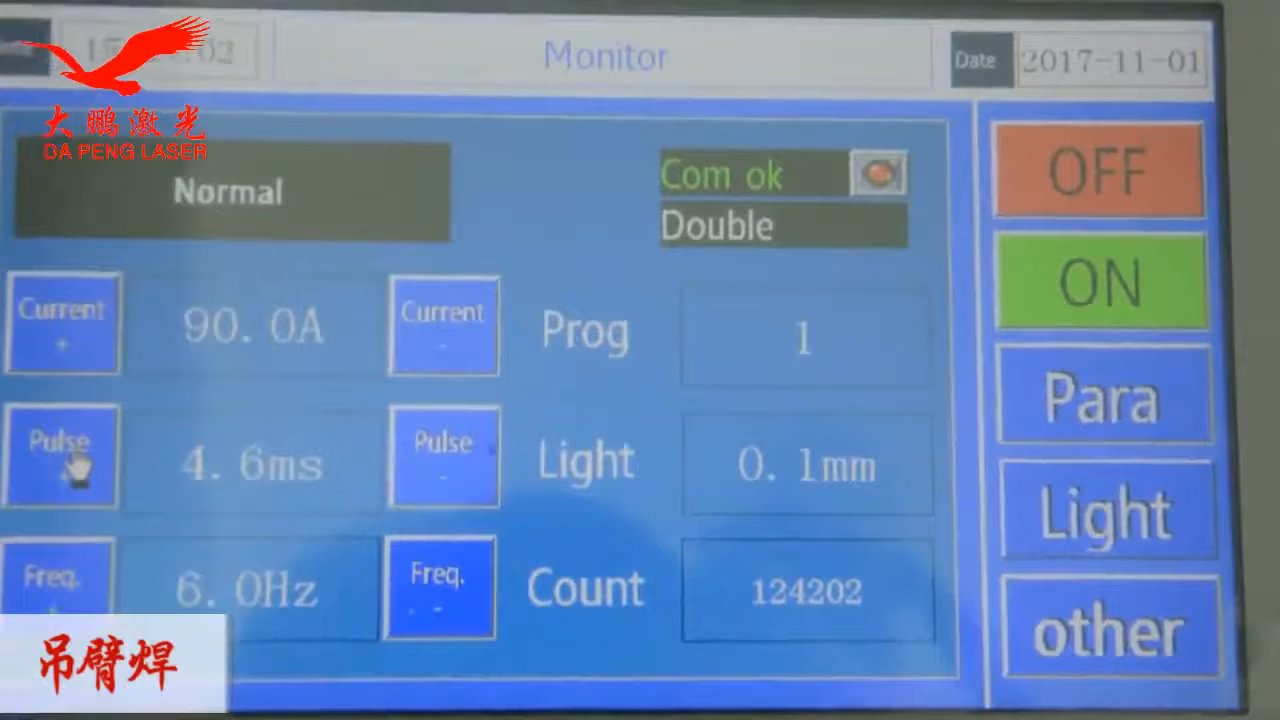 Monitor
Date 2017-11-01
大鹏激光
DA PENG LASER
Normal
Com ok
Double
OFF
ON
Current + 90.0A Current - Prog 1
Para
Pulse + 4.6ms Pulse - Light 0.1mm
Light
Freq. + 6.0Hz Freq. - Count 124202
other
吊臂焊